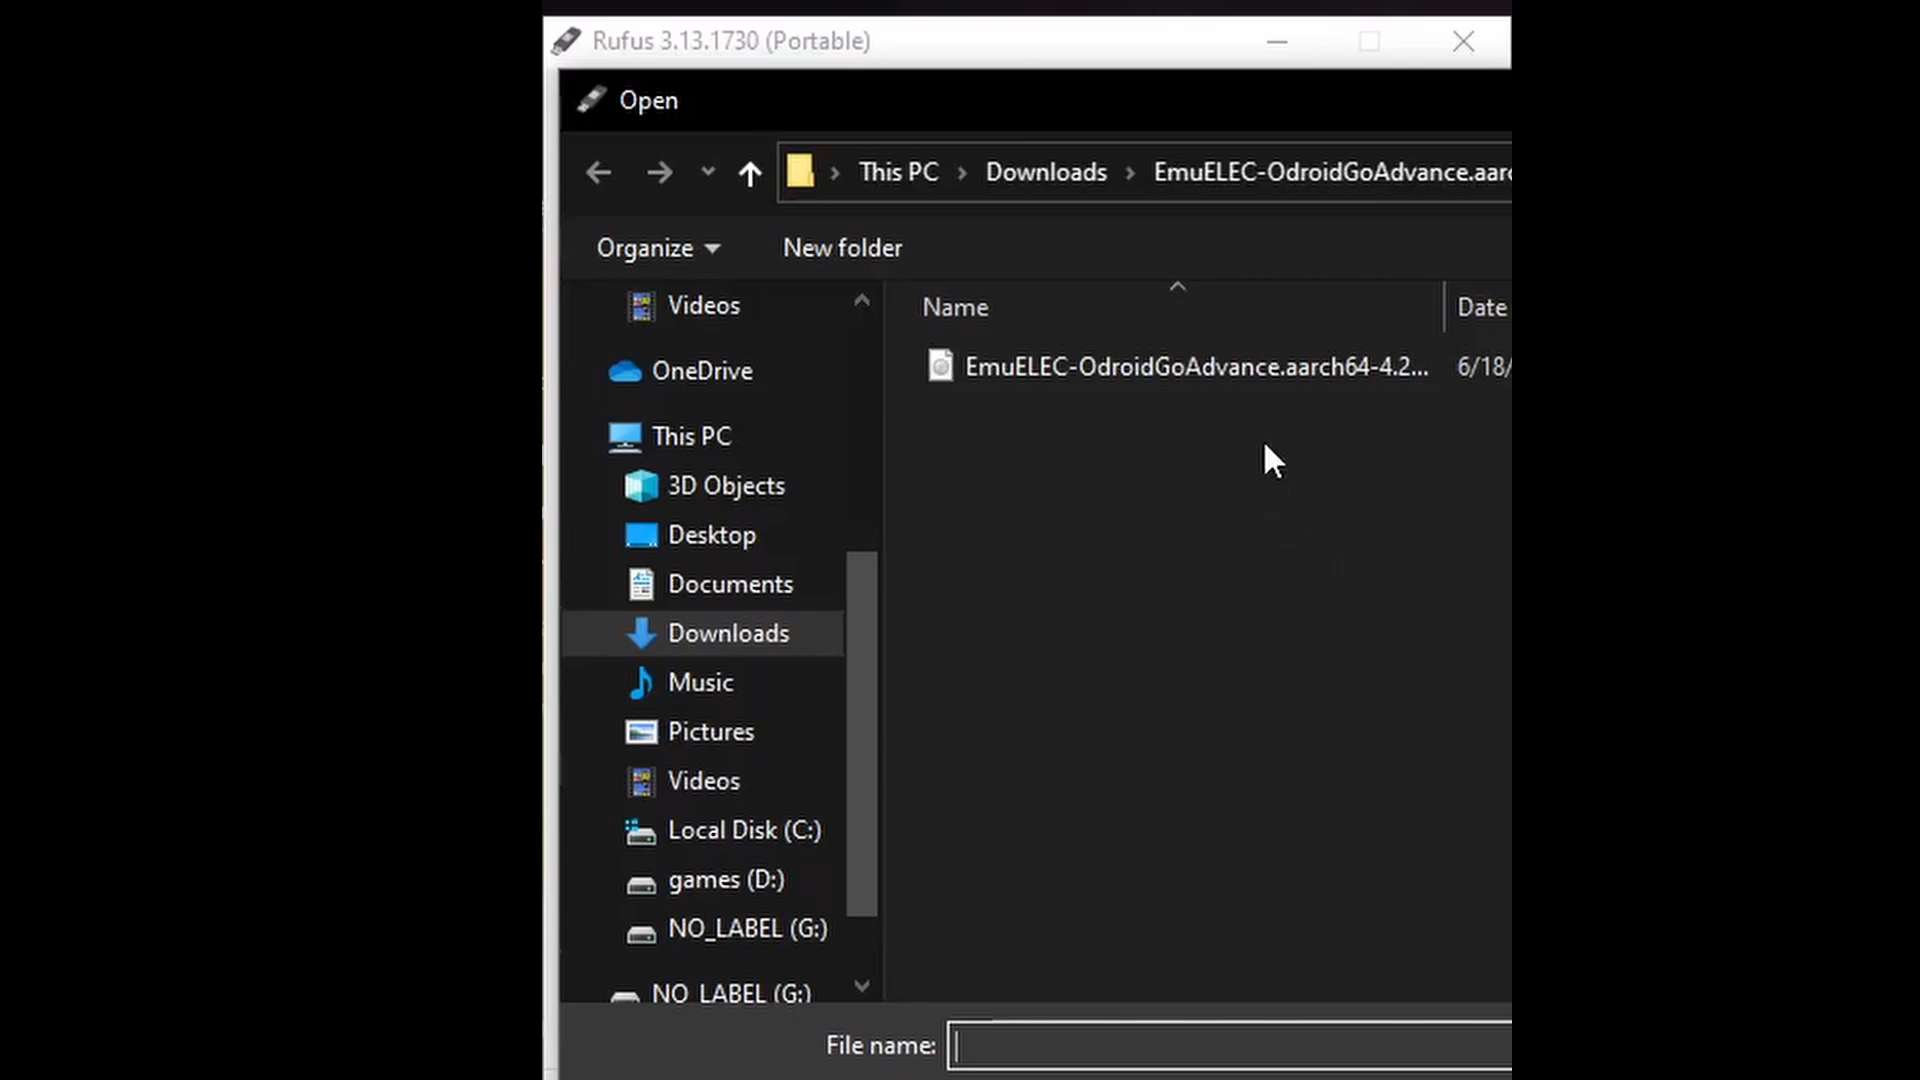 Rufus 3.13.1730 (Portable)
Open
This PC > Downloads > EmuELEC-OdroidGoAdvance.aarc
Organize New folder
Name Date
EmuELEC-OdroidGoAdvance.aarch64-4.2... 6/18/
Videos
OneDrive
This PC
3D Objects
Desktop
Documents
Downloads
Music
Pictures
Videos
Local Disk (C:)
games (D:)
NO_LABEL (G:)
NO_LABEL (G:)
File name: